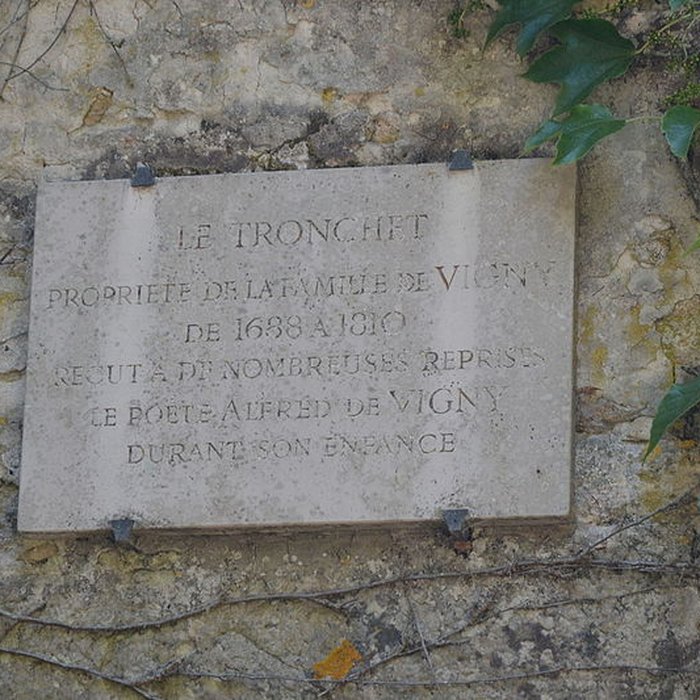 LE TRONCHET
PROPRIETE DE LA FAMILLE DE VIGNY
DE 1688 A 1810
REÇUT A DE NOMBREUSES REPRISES
LE POETE ALFRED DE VIGNY
DURANT SON ENFANCE